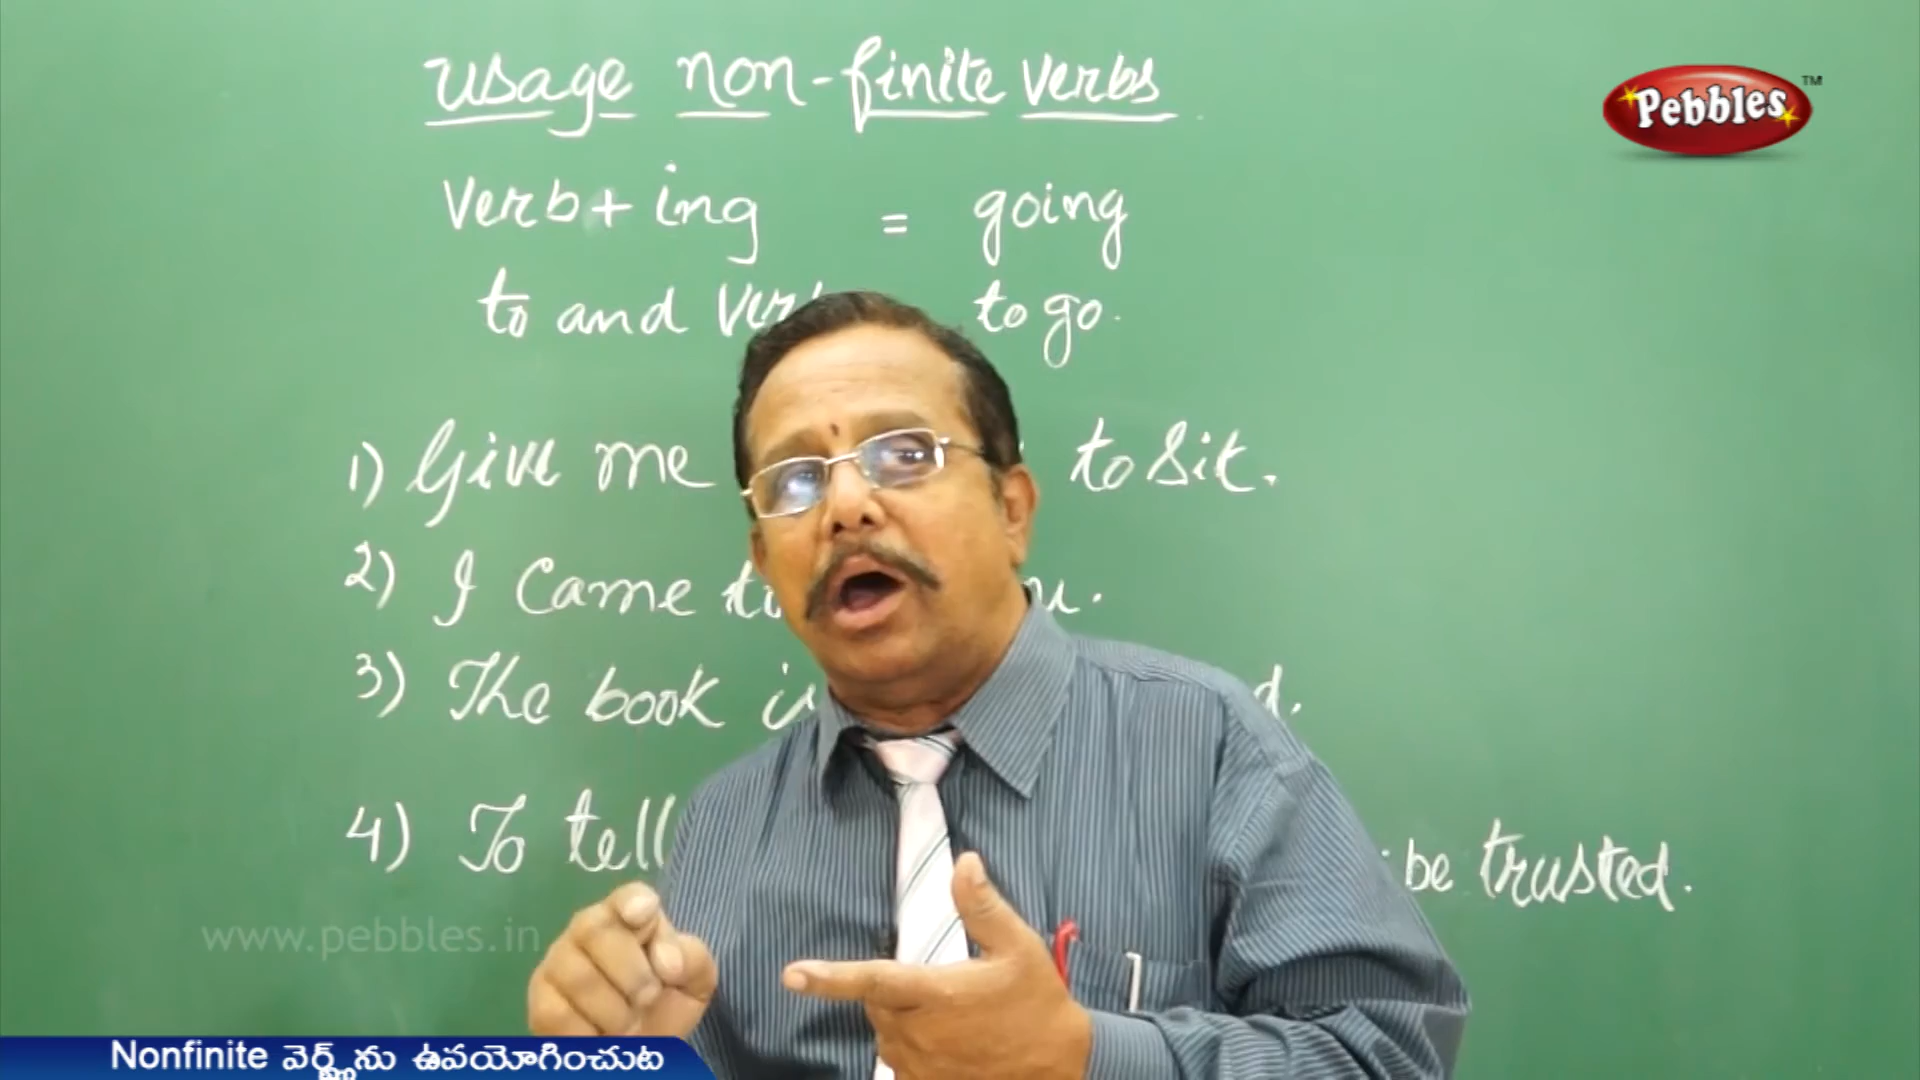 usage non-finite verbs
Pebbles TM
verb + ing = going
to and to go.
1) Give me to sit.
2) I came
3) The book
4) To tell be trusted.
www.pebbles.in
Nonfinite వెర్బ్స్‌ను ఉపయోగించుట